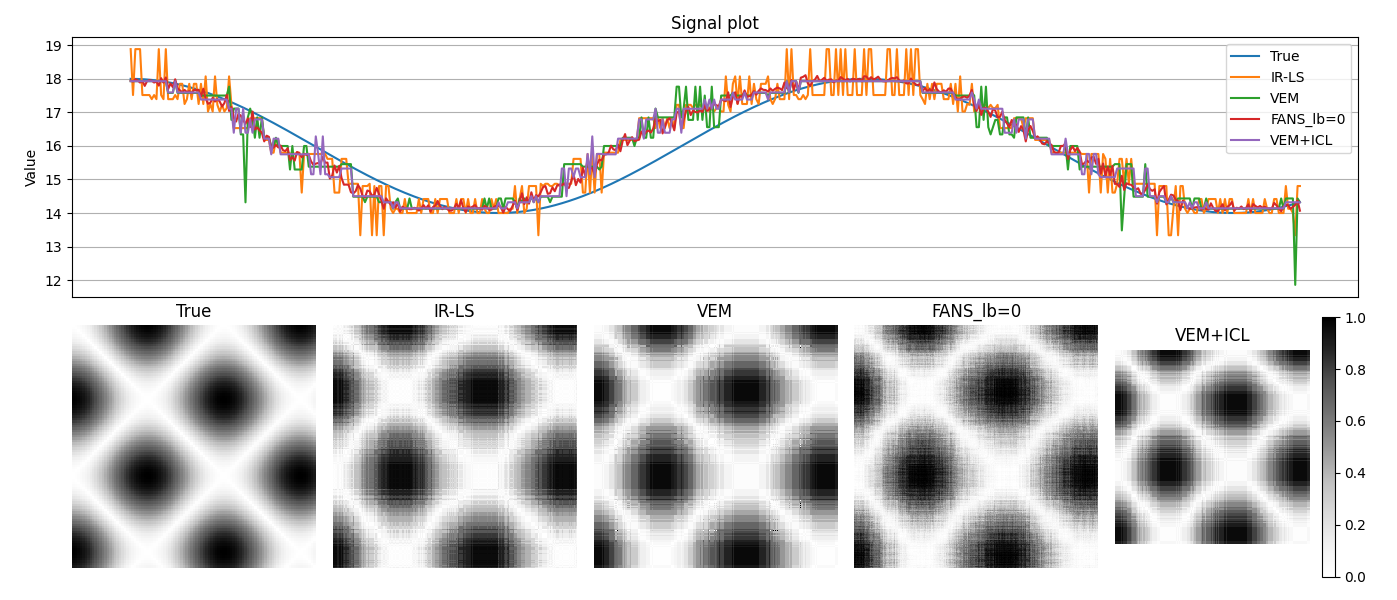 Signal plot
Value
19
18
17
16
15
14
13
12
True
IR-LS
VEM
FANS_lb=0
VEM+ICL
True
IR-LS
VEM
FANS_lb=0
VEM+ICL
1.0
0.8
0.6
0.4
0.2
0.0